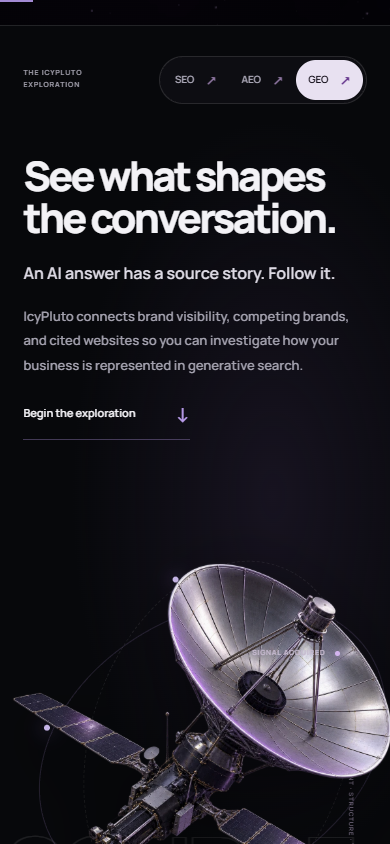 THE ICYPLUTO
EXPLORATION
SEO ↗ AEO ↗ GEO ↗
See what shapes
the conversation.
An AI answer has a source story. Follow it.
IcyPluto connects brand visibility, competing brands,
and cited websites so you can investigate how your
business is represented in generative search.
Begin the exploration ↓
SIGNAL
STRUCTURE